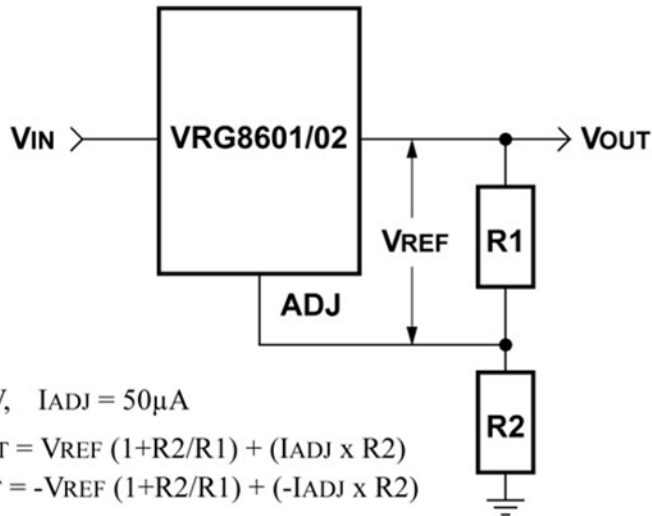 VIN
VRG8601/02
VOUT
VREF
R1
ADJ
R2
, IADJ = 50µA
= VREF (1+R2/R1) + (IADJ x R2)
= -VREF (1+R2/R1) + (-IADJ x R2)